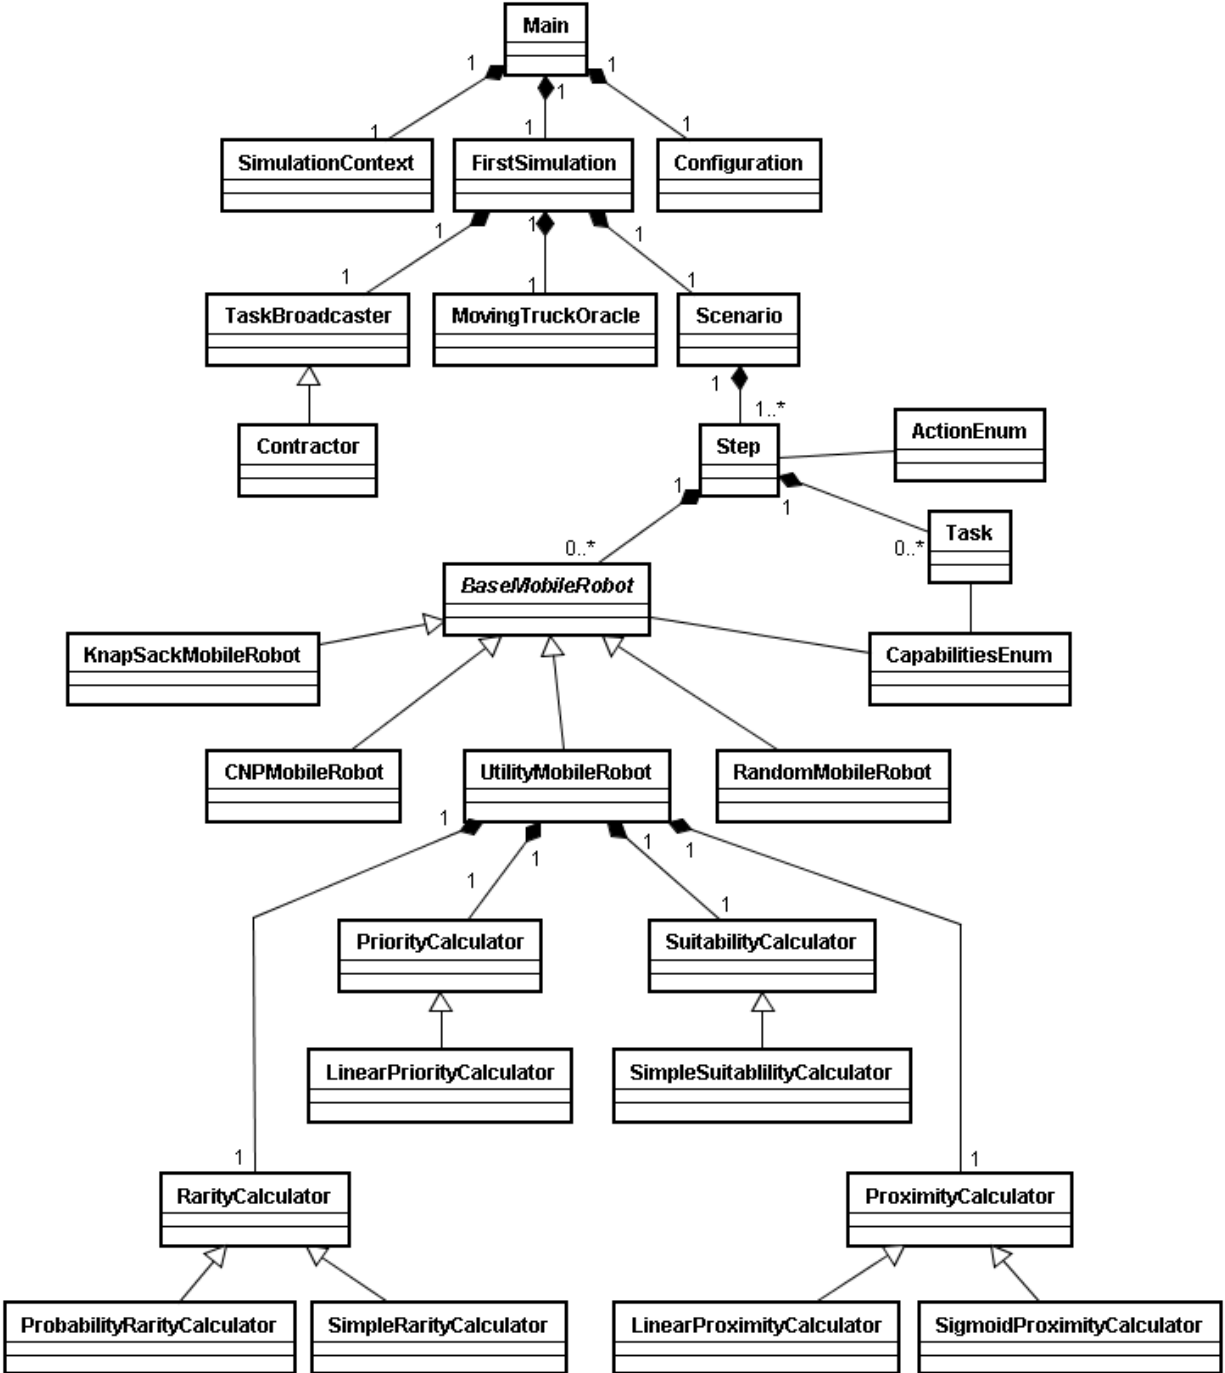 Main
1
1
1
1
1
1
SimulationContext
FirstSimulation
Configuration
1
1
1
1
1
1
TaskBroadcaster
MovingTruckOracle
Scenario
1
1..*
Contractor
Step
ActionEnum
1
1
0..*
0..*
Task
BaseMobileRobot
KnapSackMobileRobot
CapabilitiesEnum
CNPMobileRobot
UtilityMobileRobot
RandomMobileRobot
1
1
1
1
1
1
PriorityCalculator
SuitabilityCalculator
LinearPriorityCalculator
SimpleSuitablilityCalculator
1
1
RarityCalculator
ProximityCalculator
ProbabilityRarityCalculator
SimpleRarityCalculator
LinearProximityCalculator
SigmoidProximityCalculator